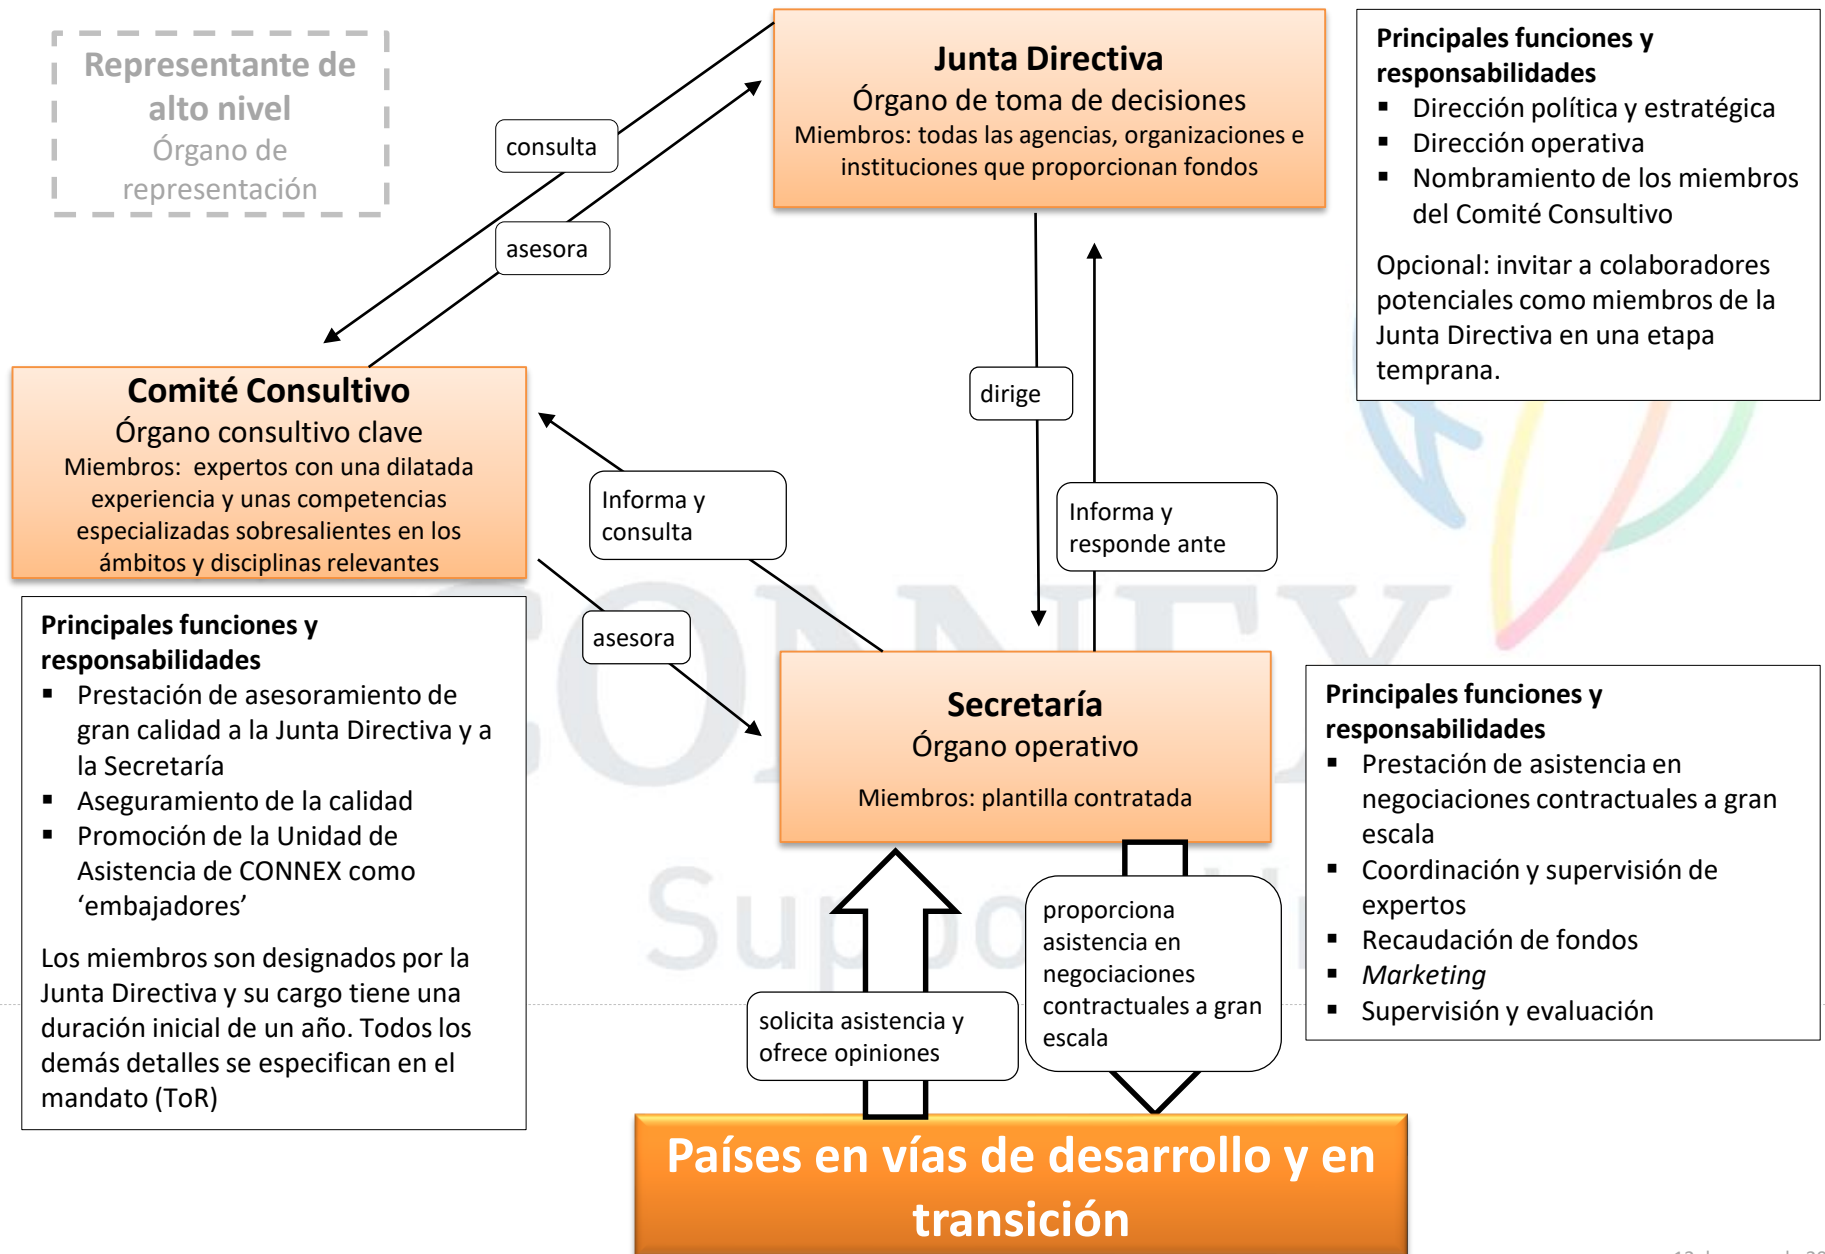 Representante de
alto nivel
Órgano de
representación
Junta Directiva
Órgano de toma de decisiones
Miembros: todas las agencias, organizaciones e
instituciones que proporcionan fondos
Principales funciones y
responsabilidades
▪ Dirección política y estratégica
▪ Dirección operativa
▪ Nombramiento de los miembros
del Comité Consultivo
Opcional: invitar a colaboradores
potenciales como miembros de la
Junta Directiva en una etapa
temprana.
consulta
asesora
dirige
Informa y
responde ante
Comité Consultivo
Órgano consultivo clave
Miembros: expertos con una dilatada
experiencia y unas competencias
especializadas sobresalientes en los
ámbitos y disciplinas relevantes
Informa y
consulta
asesora
Principales funciones y
responsabilidades
▪ Prestación de asesoramiento de
gran calidad a la Junta Directiva y a
la Secretaría
▪ Aseguramiento de la calidad
▪ Promoción de la Unidad de
Asistencia de CONNEX como
‘embajadores’
Los miembros son designados por la
Junta Directiva y su cargo tiene una
duración inicial de un año. Todos los
demás detalles se especifican en el
mandato (ToR)
Secretaría
Órgano operativo
Miembros: plantilla contratada
Principales funciones y
responsabilidades
▪ Prestación de asistencia en
negociaciones contractuales a gran
escala
▪ Coordinación y supervisión de
expertos
▪ Recaudación de fondos
▪ Marketing
▪ Supervisión y evaluación
solicita asistencia y
ofrece opiniones
proporciona
asistencia en
negociaciones
contractuales a gran
escala
Países en vías de desarrollo y en
transición
CONNEX